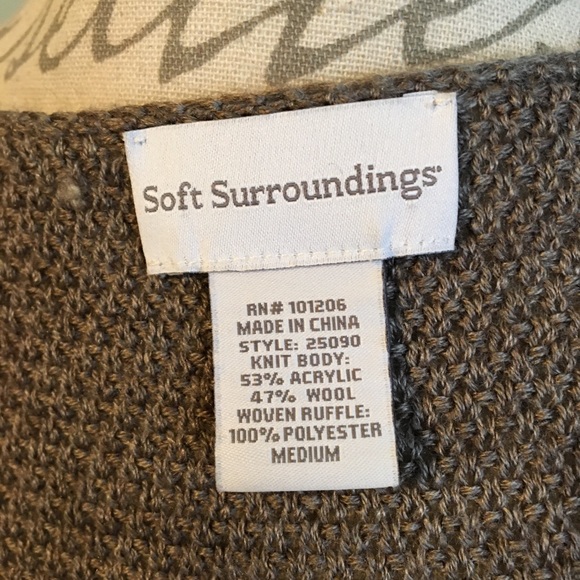 Soft Surroundings
RN# 101206
MADE IN CHINA
STYLE: 25090
KNIT BODY:
53% ACRYLIC
47% WOOL
WOVEN RUFFLE:
100% POLYESTER
MEDIUM